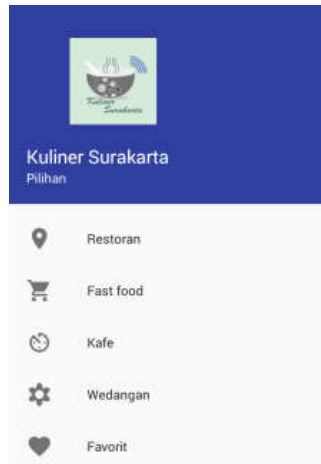 Kuliner
Surakarta
Kuliner Surakarta
Pilihan
Restoran
Fast food
Kafe
Wedangan
Favorit